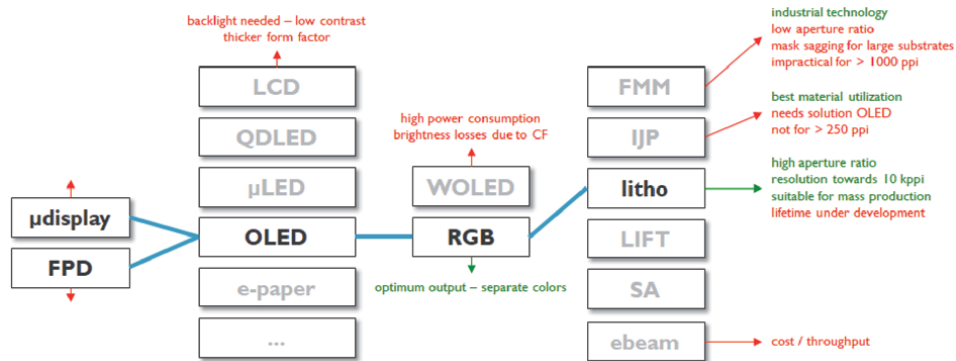 backlight needed – low contrast
thicker form factor
LCD
QDLED
µLED
OLED
e-paper
...
µdisplay
FPD
high power consumption
brightness losses due to CF
WOLED
RGB
optimum output – separate colors
FMM
IJP
litho
LIFT
SA
ebeam
industrial technology
low aperture ratio
mask sagging for large substrates
impractical for > 1000 ppi
best material utilization
needs solution OLED
not for > 250 ppi
high aperture ratio
resolution towards 10 kppi
suitable for mass production
lifetime under development
cost / throughput